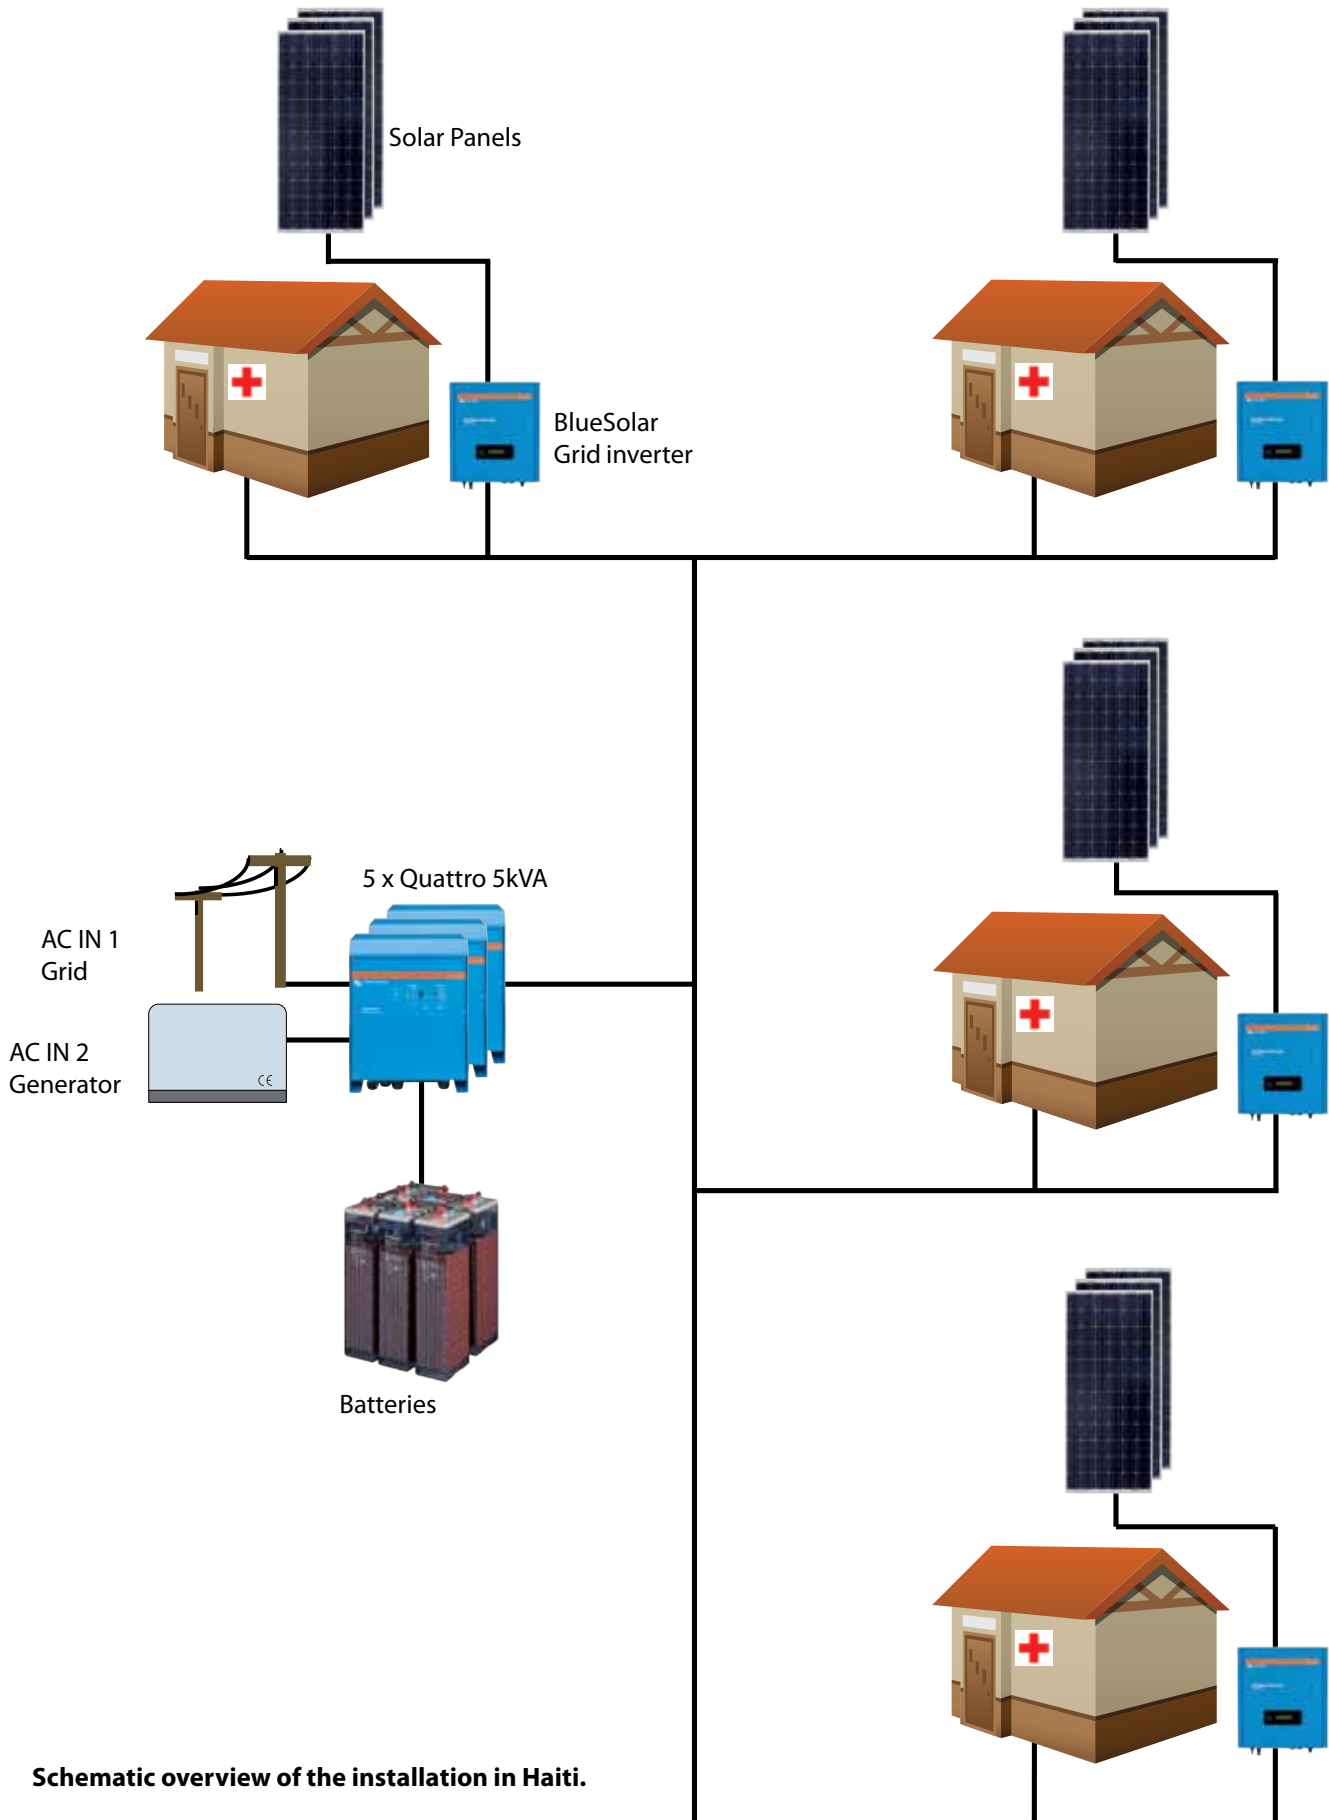 Solar Panels
BlueSolar
Grid inverter
5 x Quattro 5kVA
AC IN 1
Grid
AC IN 2
Generator
CE
Batteries
Schematic overview of the installation in Haiti.